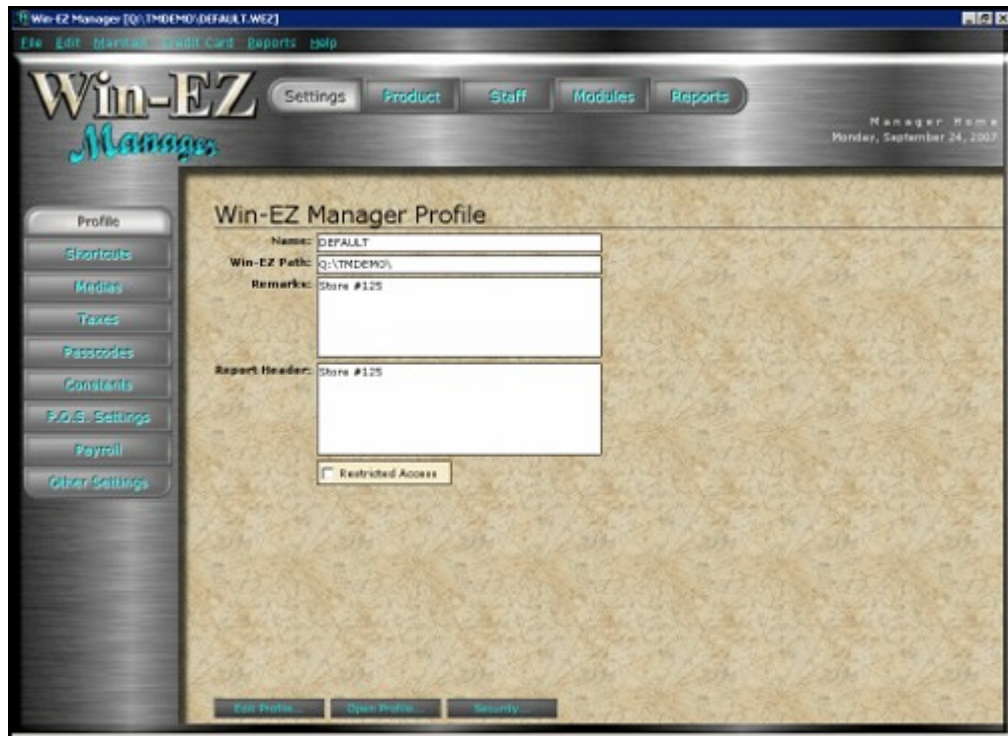 Win-EZ Manager [Q:\TMDEMO\DEFAULT.WEZ]
File Edit Maintain Credit Card Reports Help
Win-EZ
Manager
Settings Product Staff Modules Reports
Manager Home
Monday, September 24, 2007
Profile
Shortcuts
Medias
Taxes
Passcodes
Constants
P.O.S. Settings
Payroll
Other Settings
Win-EZ Manager Profile
Name: DEFAULT
Win-EZ Path: Q:\TMDEMO\
Remarks: Store #125
Report Header: Store #125
Restricted Access
Edit Profile... Open Profile... Security...